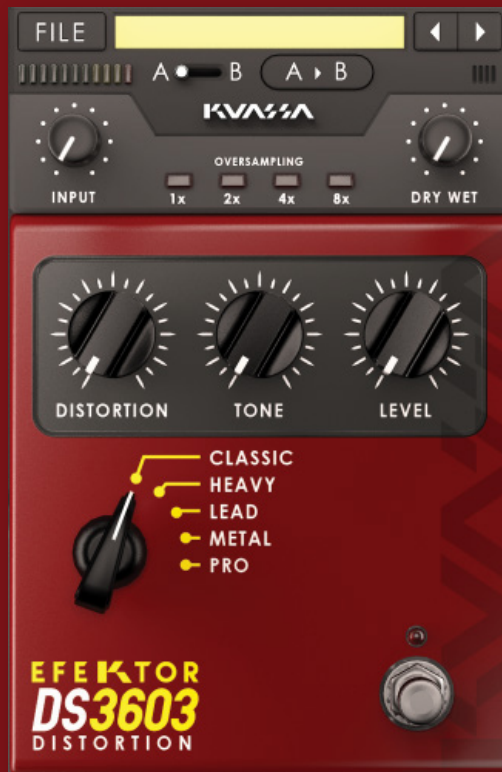 FILE
A B A B
KVASSA
INPUT
OVERSAMPLING
1x 2x 4x 8x
DRY WET
DISTORTION TONE LEVEL
CLASSIC
HEAVY
LEAD
METAL
PRO
EFEKTOR
DS3603
DISTORTION